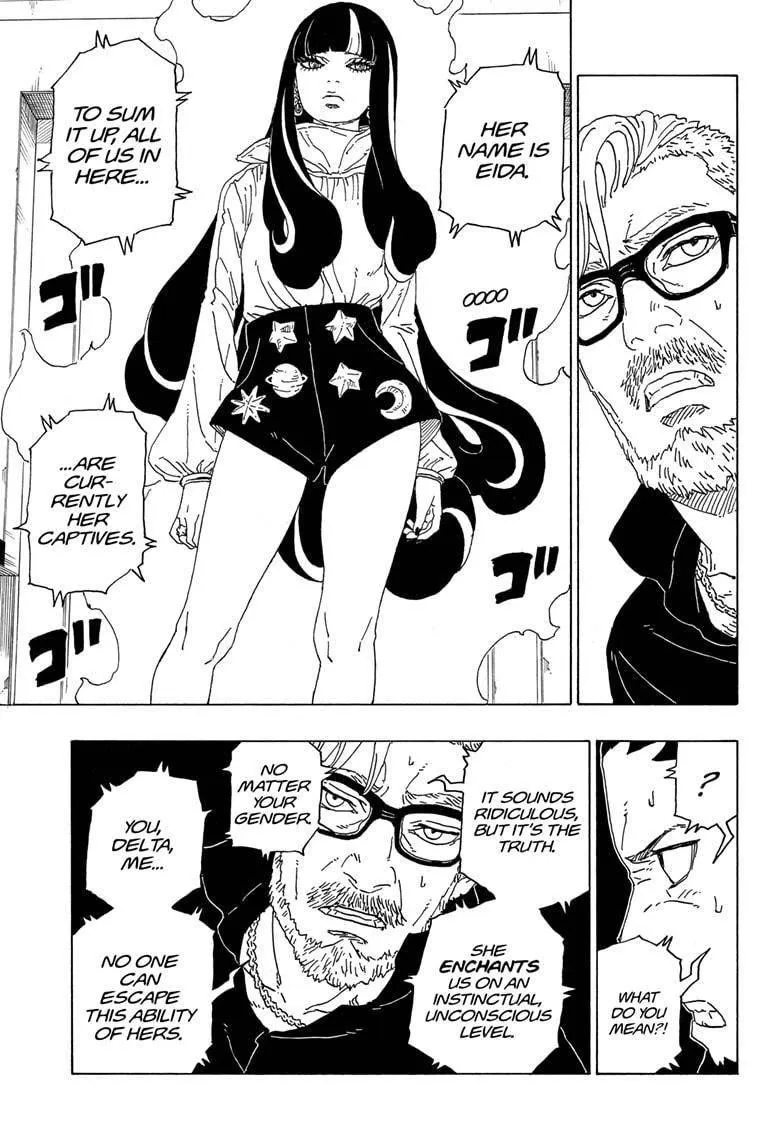 HER
NAME IS
EIDA.
OOOO
ゴ
ゴ
TO SUM
IT UP, ALL
OF US IN
HERE...
ゴ
...ARE
CUR-
RENTLY
HER
CAPTIVES.
ゴ
?
WHAT
DO YOU
MEAN?!
IT SOUNDS
RIDICULOUS,
BUT IT'S THE
TRUTH.
SHE
ENCHANTS
US ON AN
INSTINCTUAL,
UNCONSCIOUS
LEVEL.
NO
MATTER
YOUR
GENDER.
YOU,
DELTA,
ME...
NO ONE
CAN
ESCAPE
THIS ABILITY
OF HERS.